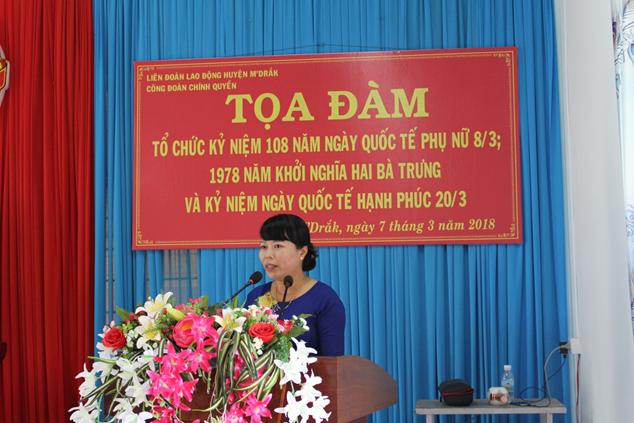 LIÊN ĐOÀN LAO ĐỘNG HUYỆN M'DRẮK
CÔNG ĐOÀN CHÍNH QUYỀN
TỌA ĐÀM
TỔ CHỨC KỶ NIỆM 108 NĂM NGÀY QUỐC TẾ PHỤ NỮ 8/3;
1978 NĂM KHỞI NGHĨA HAI BÀ TRƯNG
VÀ KỶ NIỆM NGÀY QUỐC TẾ HẠNH PHÚC 20/3
'Drắk, ngày 7 tháng 3 năm 2018